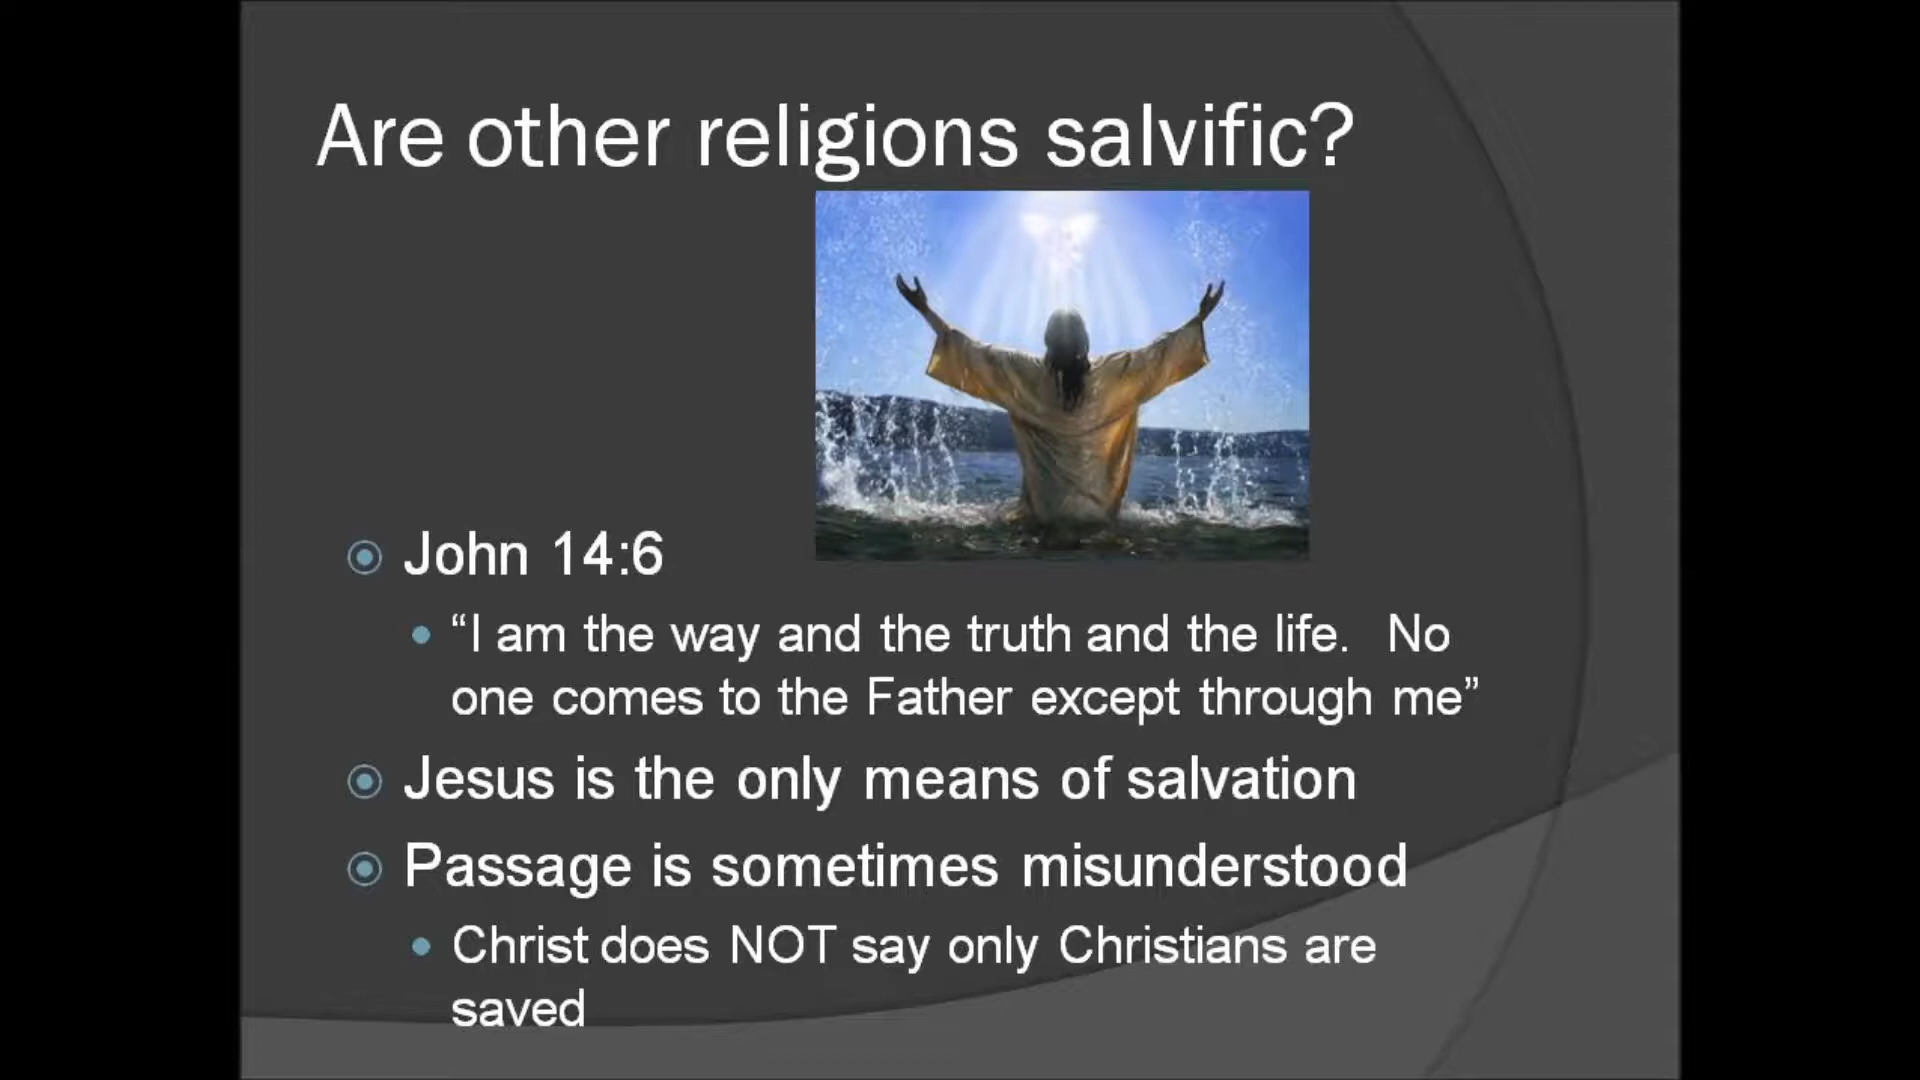 Are other religions salvific?
John 14:6
“I am the way and the truth and the life.  No
one comes to the Father except through me”
Jesus is the only means of salvation
Passage is sometimes misunderstood
Christ does NOT say only Christians are
saved